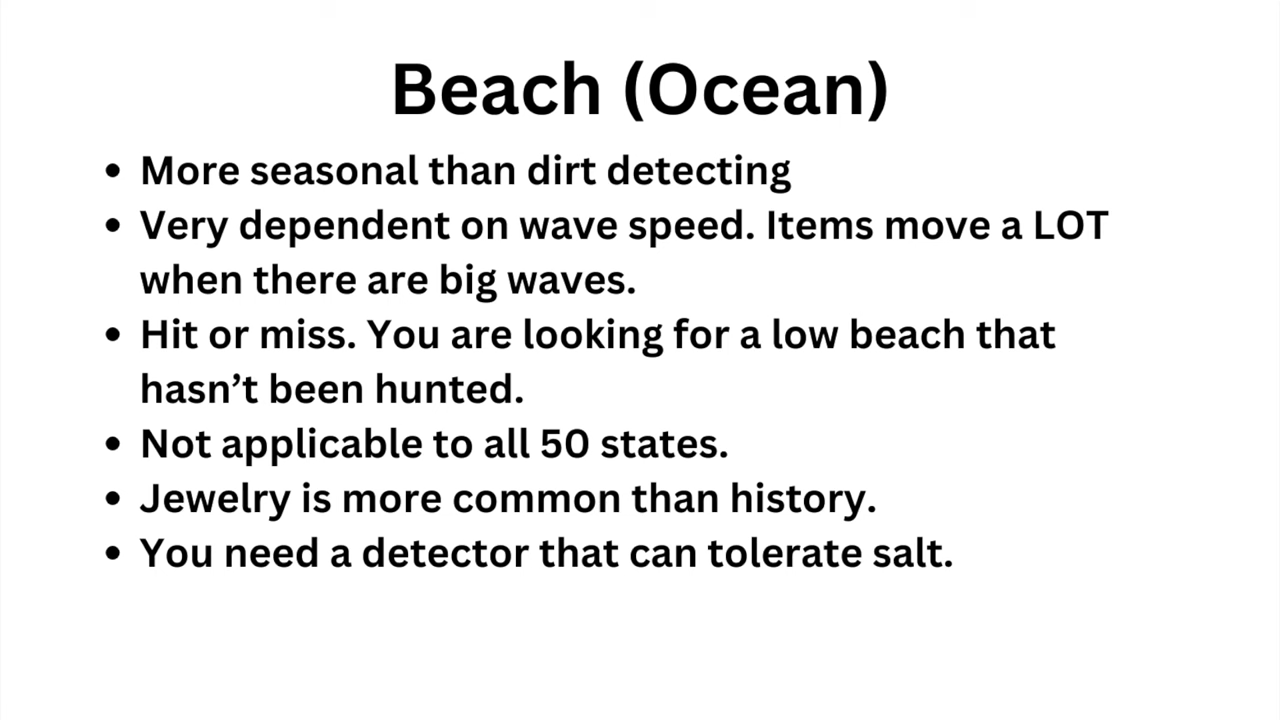 Beach (Ocean)
• More seasonal than dirt detecting
• Very dependent on wave speed. Items move a LOT
when there are big waves.
• Hit or miss. You are looking for a low beach that
hasn’t been hunted.
• Not applicable to all 50 states.
• Jewelry is more common than history.
• You need a detector that can tolerate salt.